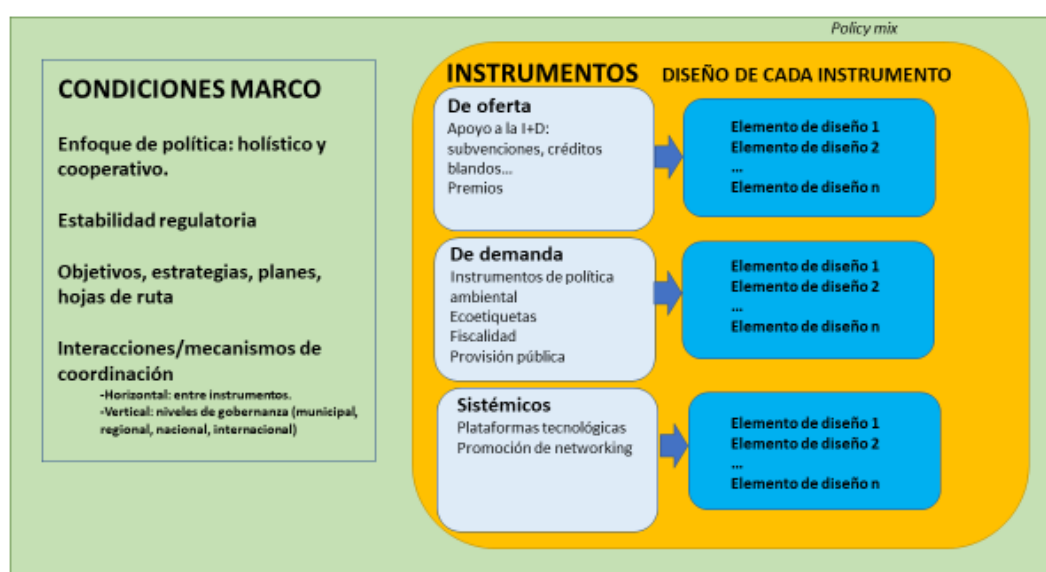 Policy mix
CONDICIONES MARCO
Enfoque de política: holístico y
cooperativo.
Estabilidad regulatoria
Objetivos, estrategias, planes,
hojas de ruta
Interacciones/mecanismos de
coordinación
-Horizontal: entre instrumentos.
-Vertical: niveles de gobernanza (municipal,
regional, nacional, internacional)
INSTRUMENTOS
DISEÑO DE CADA INSTRUMENTO
De oferta
Apoyo a la I+D:
subvenciones, créditos
blandos...
Premios
Elemento de diseño 1
Elemento de diseño 2
...
Elemento de diseño n
De demanda
Instrumentos de política
ambiental
Ecoetiquetas
Fiscalidad
Provisión pública
Elemento de diseño 1
Elemento de diseño 2
...
Elemento de diseño n
Sistémicos
Plataformas tecnológicas
Promoción de networking
Elemento de diseño 1
Elemento de diseño 2
...
Elemento de diseño n